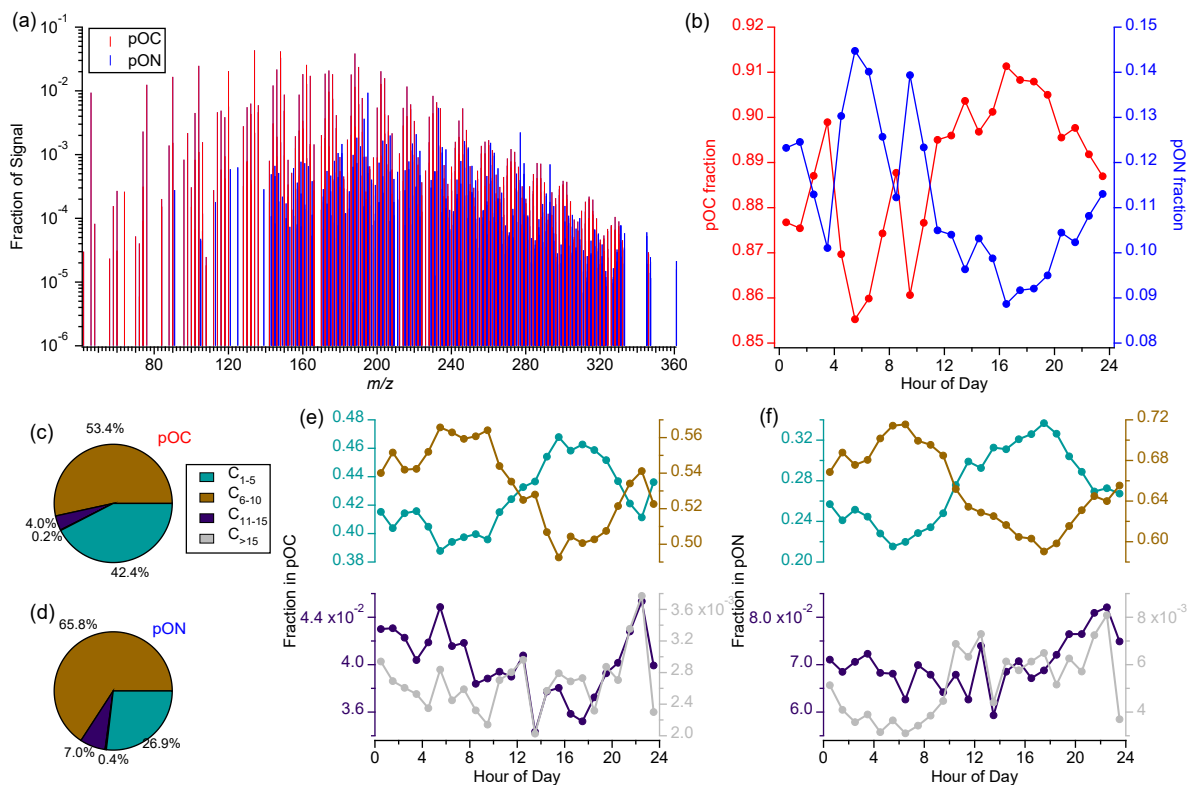 (a)
10⁻¹
10⁻²
10⁻³
10⁻⁴
10⁻⁵
10⁻⁶
Fraction of Signal
pOC
pON
80 120 160 200 240 280 320 360
m/z
(b)
0.92
0.91
0.90
0.89
0.88
0.87
0.86
0.85
pOC fraction
0.15
0.14
0.13
0.12
0.11
0.10
0.09
0.08
pON fraction
0 4 8 12 16 20 24
Hour of Day
(c)
53.4%
pOC
4.0%
0.2%
42.4%
C₁₋₅
C₆₋₁₀
C₁₁₋₁₅
C>₁₅
(d)
65.8%
pON
7.0%
0.4%
26.9%
(e)
0.48
0.46
0.44
0.42
0.40
0.38
0.56
0.54
0.52
0.50
Fraction in pOC
4.4 x10⁻²
4.0
3.6
3.6 x10⁻³
3.2
2.8
2.4
2.0
0 4 8 12 16 20 24
Hour of Day
(f)
0.32
0.28
0.24
0.20
0.72
0.68
0.64
0.60
Fraction in pON
8.0 x10⁻²
7.0
6.0
8 x10⁻³
6
4
0 4 8 12 16 20 24
Hour of Day